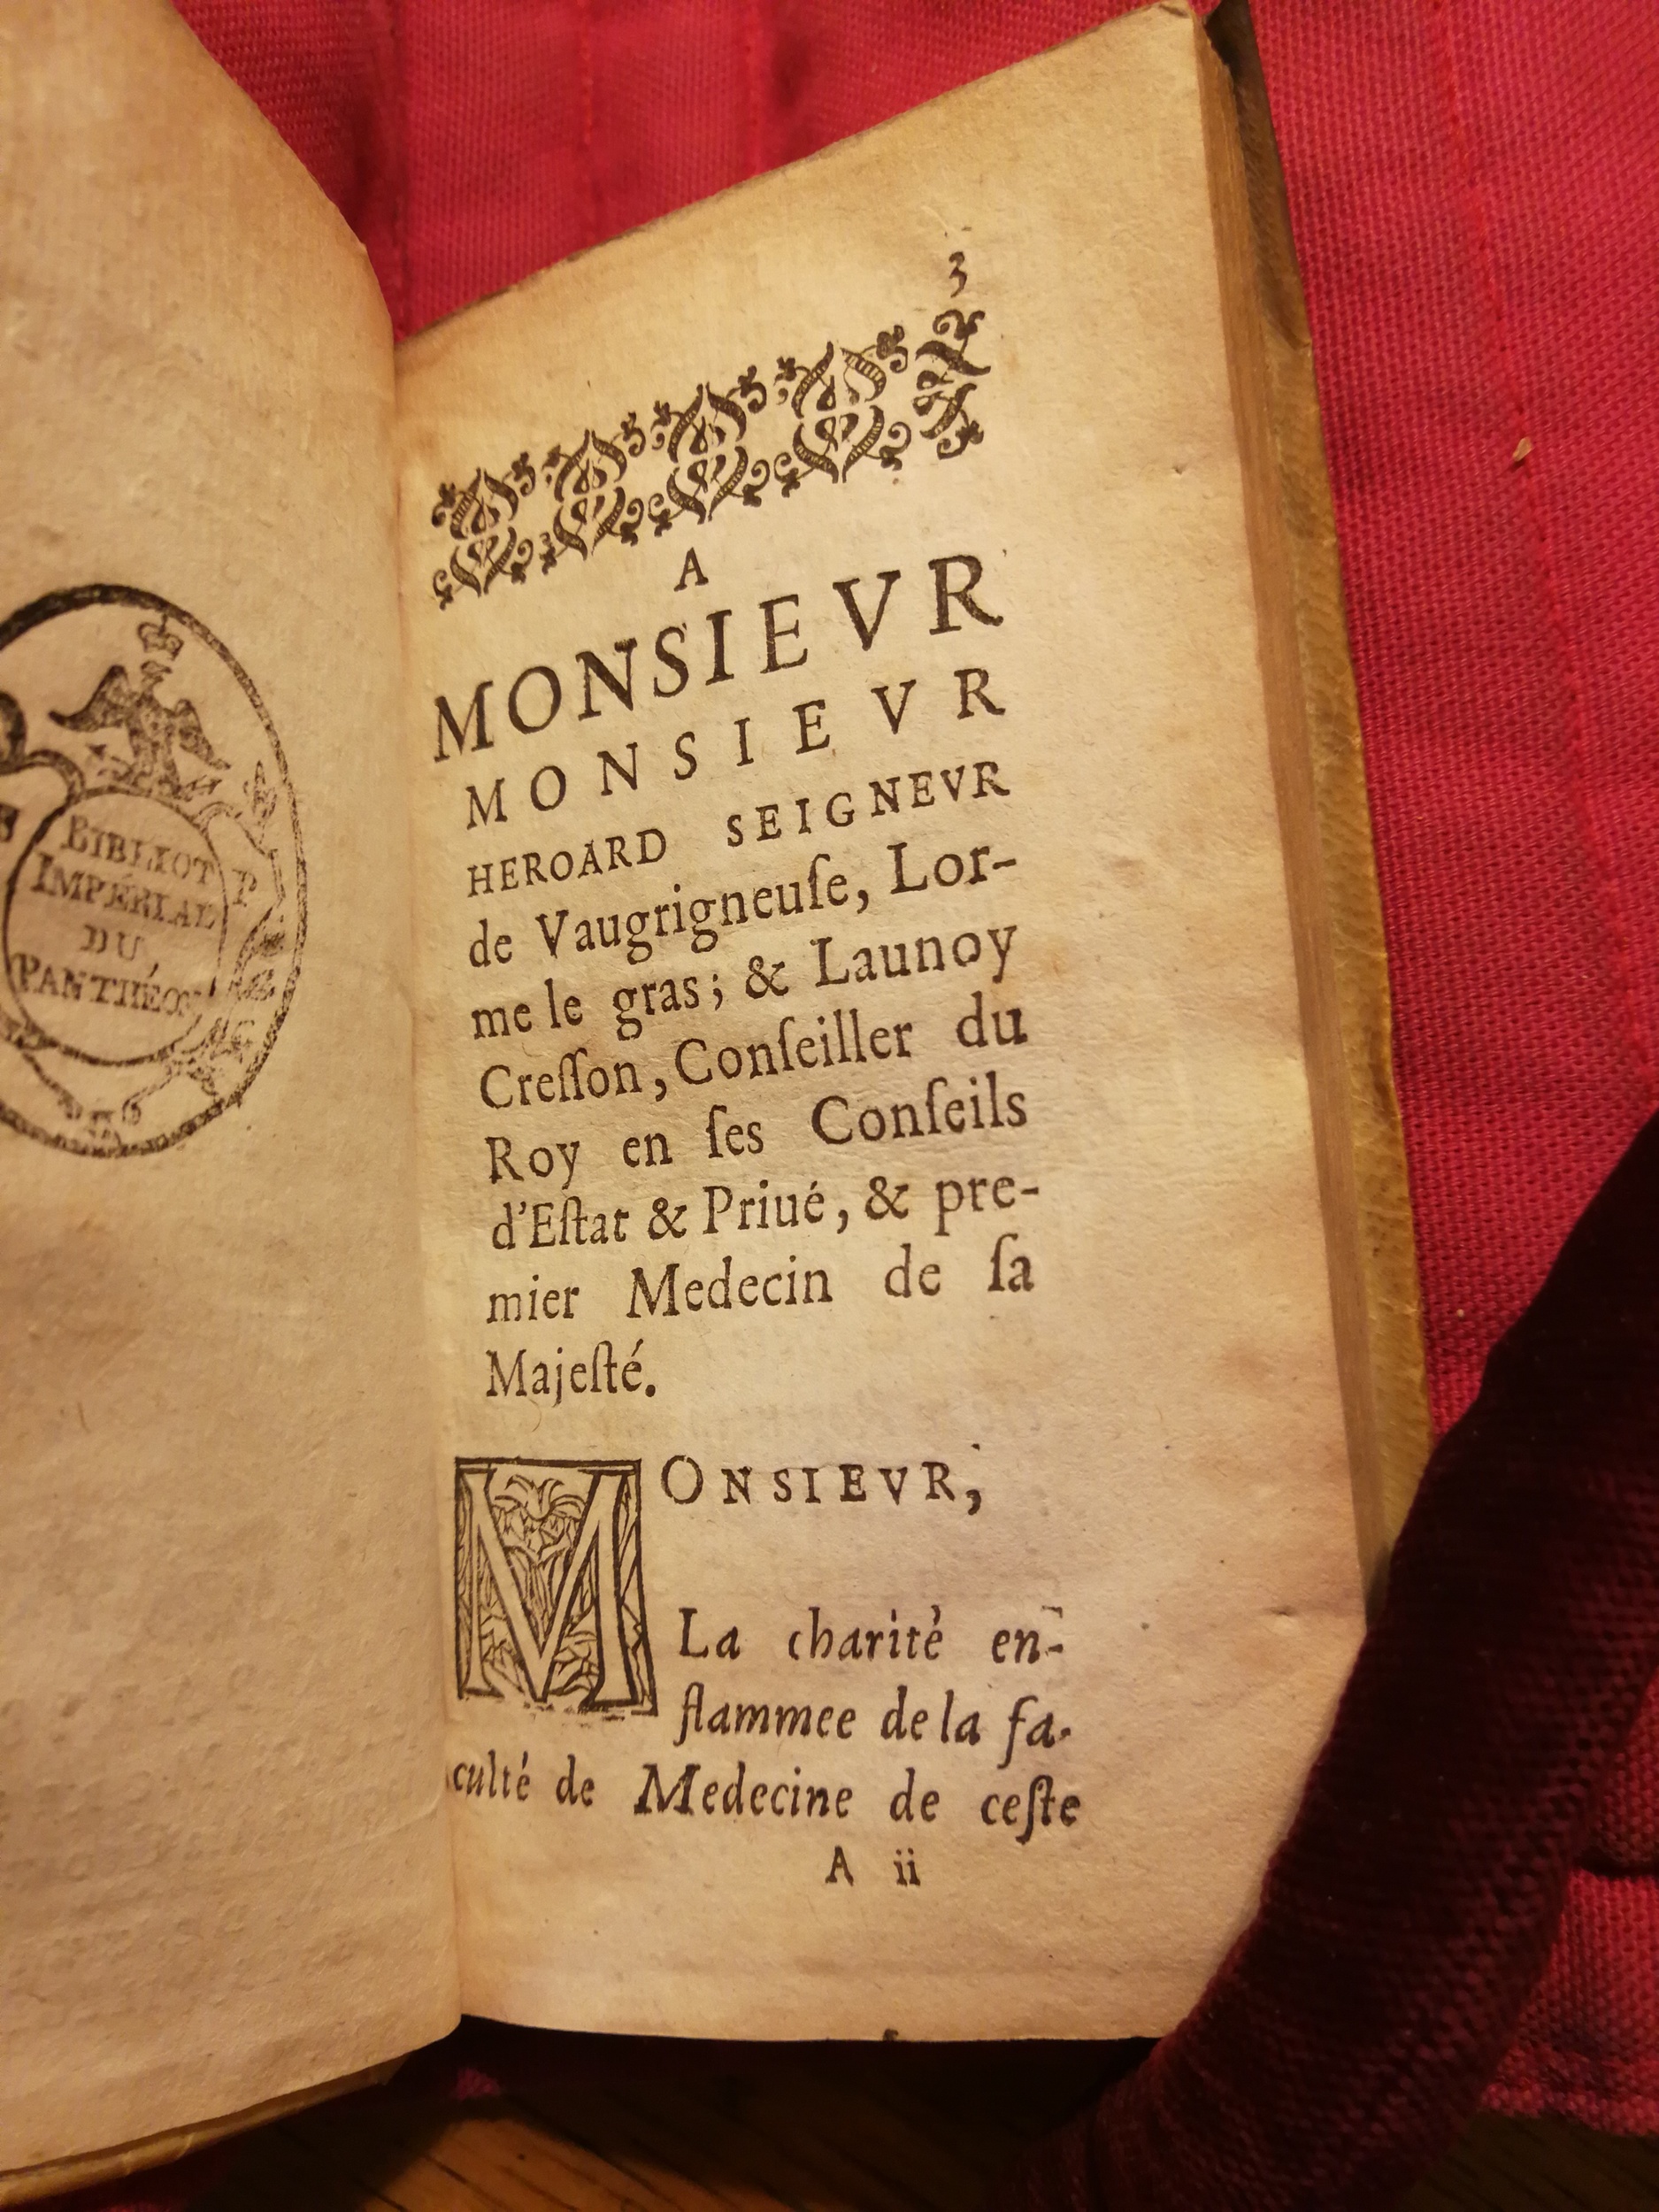 BIBLIOT
IMPÉRIAL
DU
PANTHÉON
3
A
MONSIEVR
MONSIEVR
HEROARD SEIGNEVR
de Vaugrigneuſe, Lor-
me le gras; & Launoy
Creſſon, Conſeiller du
Roy en ſes Conſeils
d'Eſtat & Priué, & pre-
mier Medecin de ſa
Majeſté.
MONSIEVR,
La charité en-
flammee de la fa-
culté de Medecine de ceſte
A ii